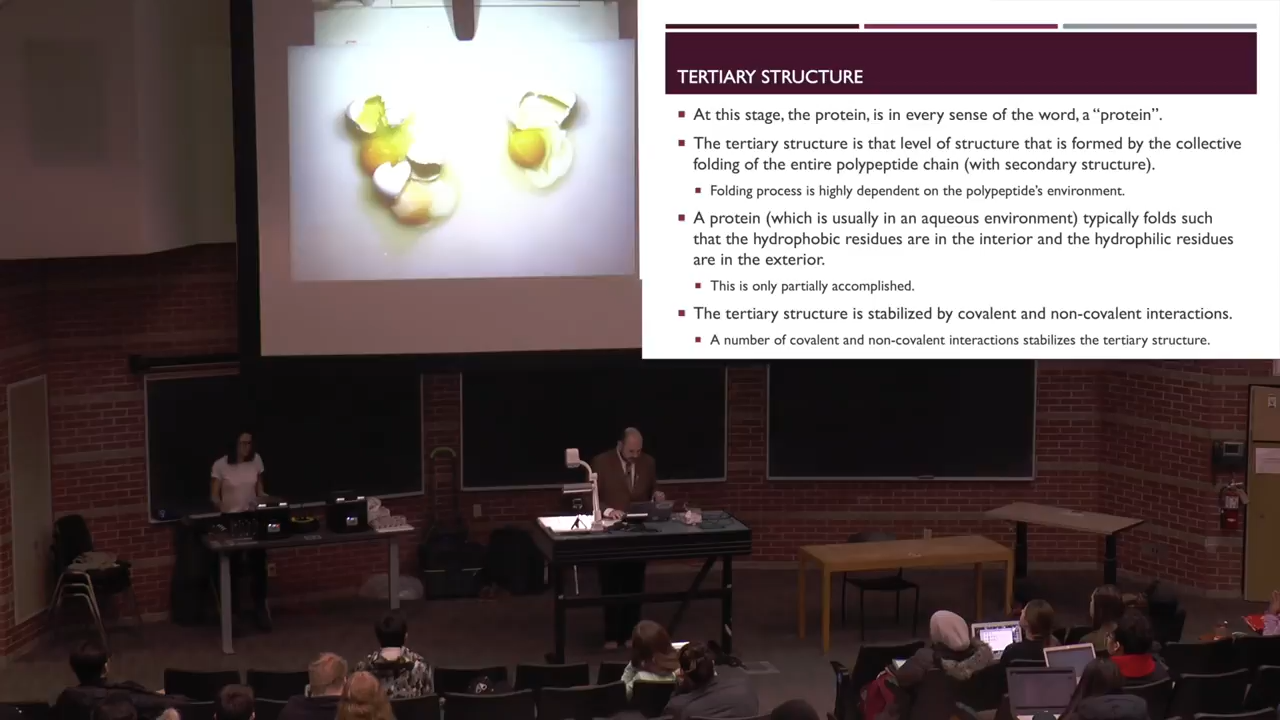 TERTIARY STRUCTURE
At this stage, the protein, is in every sense of the word, a “protein”.
The tertiary structure is that level of structure that is formed by the collective
folding of the entire polypeptide chain (with secondary structure).
Folding process is highly dependent on the polypeptide’s environment.
A protein (which is usually in an aqueous environment) typically folds such
that the hydrophobic residues are in the interior and the hydrophilic residues
are in the exterior.
This is only partially accomplished.
The tertiary structure is stabilized by covalent and non-covalent interactions.
A number of covalent and non-covalent interactions stabilizes the tertiary structure.